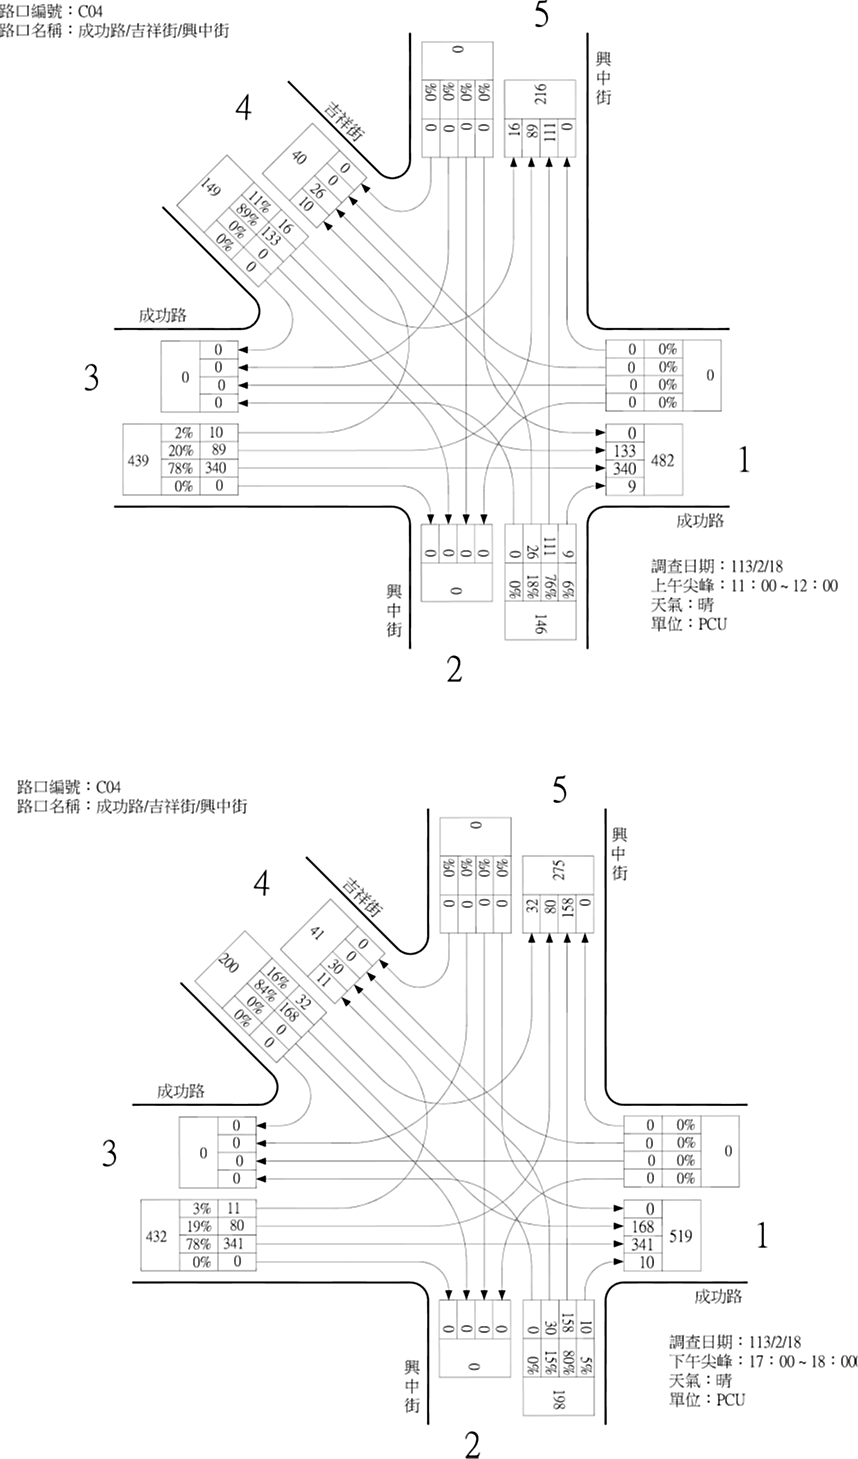 路口編號：C04
路口名稱：成功路/吉祥街/興中街
5
興中街
0
0% 0% 0% 0%
0 0 0 0
216
16 89 111 0
4
吉祥街
40
0
0
26
10
149
11% 16
89% 133
0% 0
0% 0
成功路
3
0
0
0
0
0
439
2% 10
20% 89
78% 340
0% 0
0 0%
0 0%
0 0%
0 0%
0
0
133
340
9
482
1
成功路
0 0 0 0
0
0 26 111 9
0% 18% 76% 6%
146
興中街
2
調查日期：113/2/18
上午尖峰：11：00~12：00
天氣：晴
單位：PCU
路口編號：C04
路口名稱：成功路/吉祥街/興中街
5
興中街
0
0% 0% 0% 0%
0 0 0 0
275
32 80 158 0
4
吉祥街
41
0
0
30
11
200
16% 32
84% 168
0% 0
0% 0
成功路
3
0
0
0
0
0
432
3% 11
19% 80
78% 341
0% 0
0 0%
0 0%
0 0%
0 0%
0
0
168
341
10
519
1
成功路
0 0 0 0
0
0 30 158 10
0% 15% 80% 5%
198
興中街
2
調查日期：113/2/18
下午尖峰：17：00~18：00
天氣：晴
單位：PCU